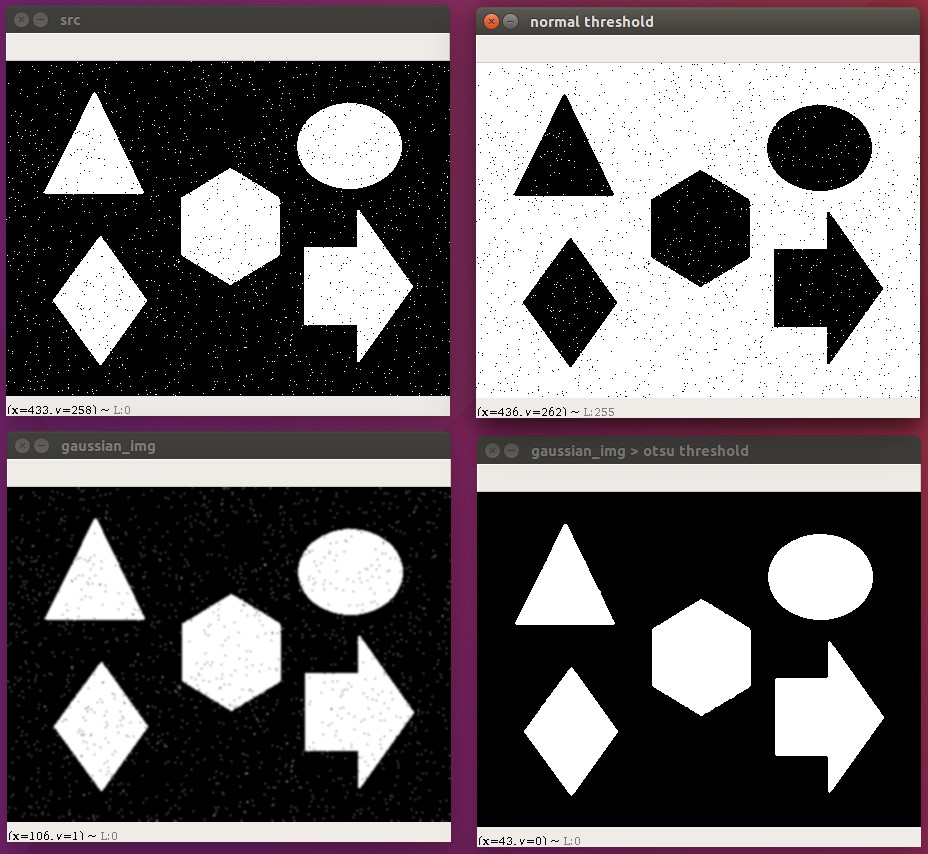 src
normal threshold
(x=433, y=258) ~ L:0
(x=436, y=262) ~ L:255
gaussian_img
gaussian_img > otsu threshold
(x=106, y=1) ~ L:0
(x=43, y=0) ~ L:0